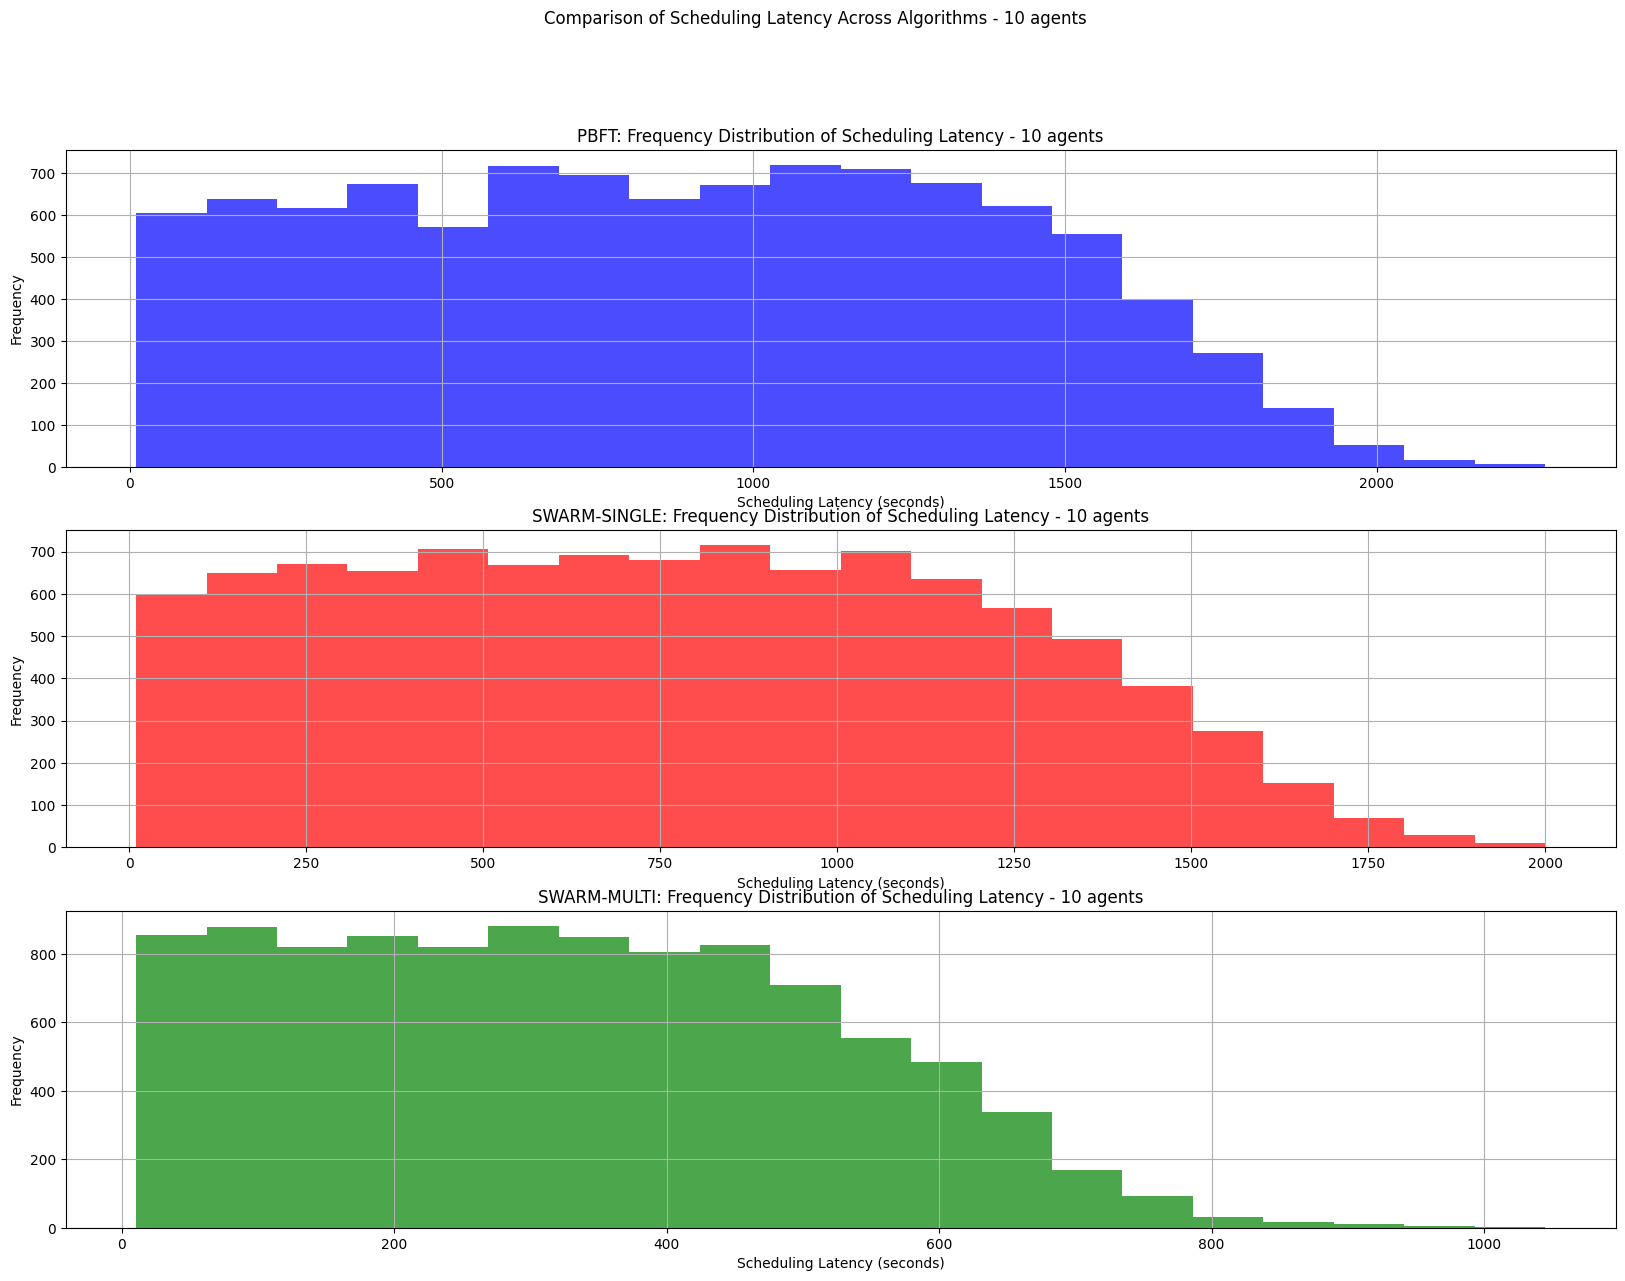 Comparison of Scheduling Latency Across Algorithms - 10 agents
PBFT: Frequency Distribution of Scheduling Latency - 10 agents
700
600
500
400
300
200
100
0
Frequency
0 500 1000 1500 2000
Scheduling Latency (seconds)
SWARM-SINGLE: Frequency Distribution of Scheduling Latency - 10 agents
700
600
500
400
300
200
100
0
Frequency
0 250 500 750 1000 1250 1500 1750 2000
Scheduling Latency (seconds)
SWARM-MULTI: Frequency Distribution of Scheduling Latency - 10 agents
800
600
400
200
0
Frequency
0 200 400 600 800 1000
Scheduling Latency (seconds)